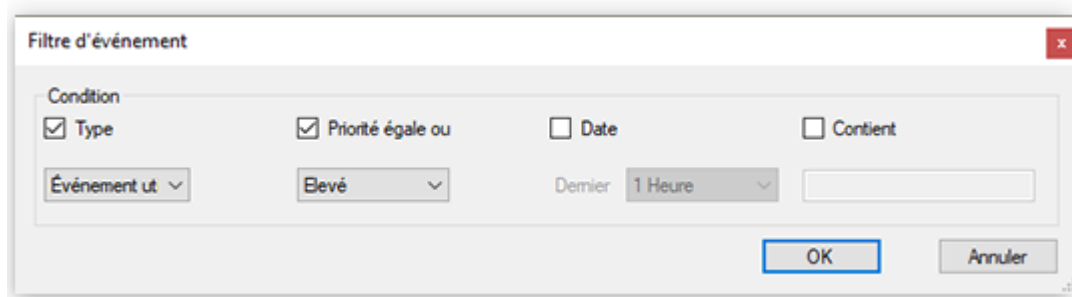 Filtre d'événement
x
Condition
Type
Priorité égale ou
Date
Contient
Événement ut
Elevé
Dernier
1 Heure
OK
Annuler